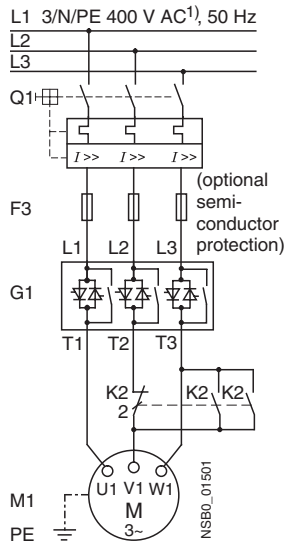 L1 3/N/PE 400 V AC1), 50 Hz
L2
L3
Q1
I >> I >> I >>
(optional
semi-
conductor
protection)
F3
L1 L2 L3
G1
T1 T2 T3
K2 K2 K2
2
U1 V1 W1
M1 M
3~
PE
NSB0_01501